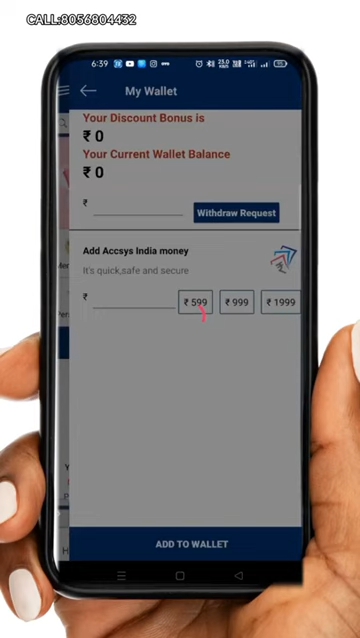 CALL:8056804432
6:39
My Wallet
Your Discount Bonus is
₹ 0
Your Current Wallet Balance
₹ 0
₹
Withdraw Request
Add Accsys India money
It's quick,safe and secure
₹
₹ 599
₹ 999
₹ 1999
ADD TO WALLET